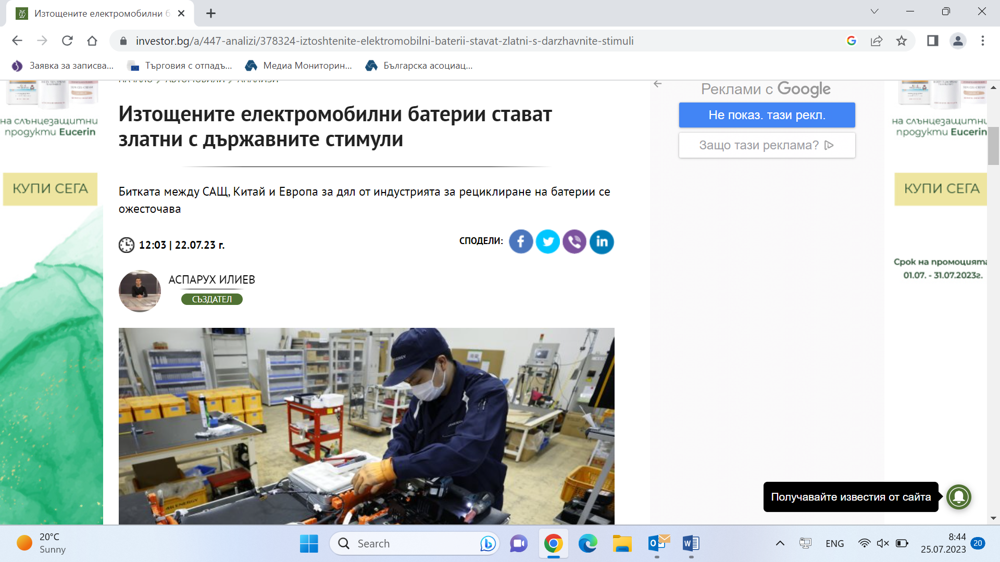 Изтощените електромобилни б
investor.bg/a/447-analizi/378324-iztoshtenite-elektromobilni-baterii-stavat-zlatni-s-darzhavnite-stimuli
Заявка за записва...
Търговия с отпадъ...
Медиа Мониторин...
Българска асоциац...
НАЧАЛО / АВТОМОБИЛИ / АНАЛИЗИ
на слънцезащитни
продукти Eucerin
КУПИ СЕГА
Изтощените електромобилни батерии стават
златни с държавните стимули
Битката между САЩ, Китай и Европа за дял от индустрията за рециклиране на батерии се
ожесточава
12:03 | 22.07.23 г.
СПОДЕЛИ:
АСПАРУХ ИЛИЕВ
СЪЗДАТЕЛ
Реклами с Google
Не показ. тази рекл.
Защо тази реклама?
на слънцезащитни
продукти Eucerin
КУПИ СЕГА
Срок на промоцията
01.07. - 31.07.2023г.
Получавайте известия от сайта
20°C
Sunny
Search
ENG
8:44
25.07.2023
20